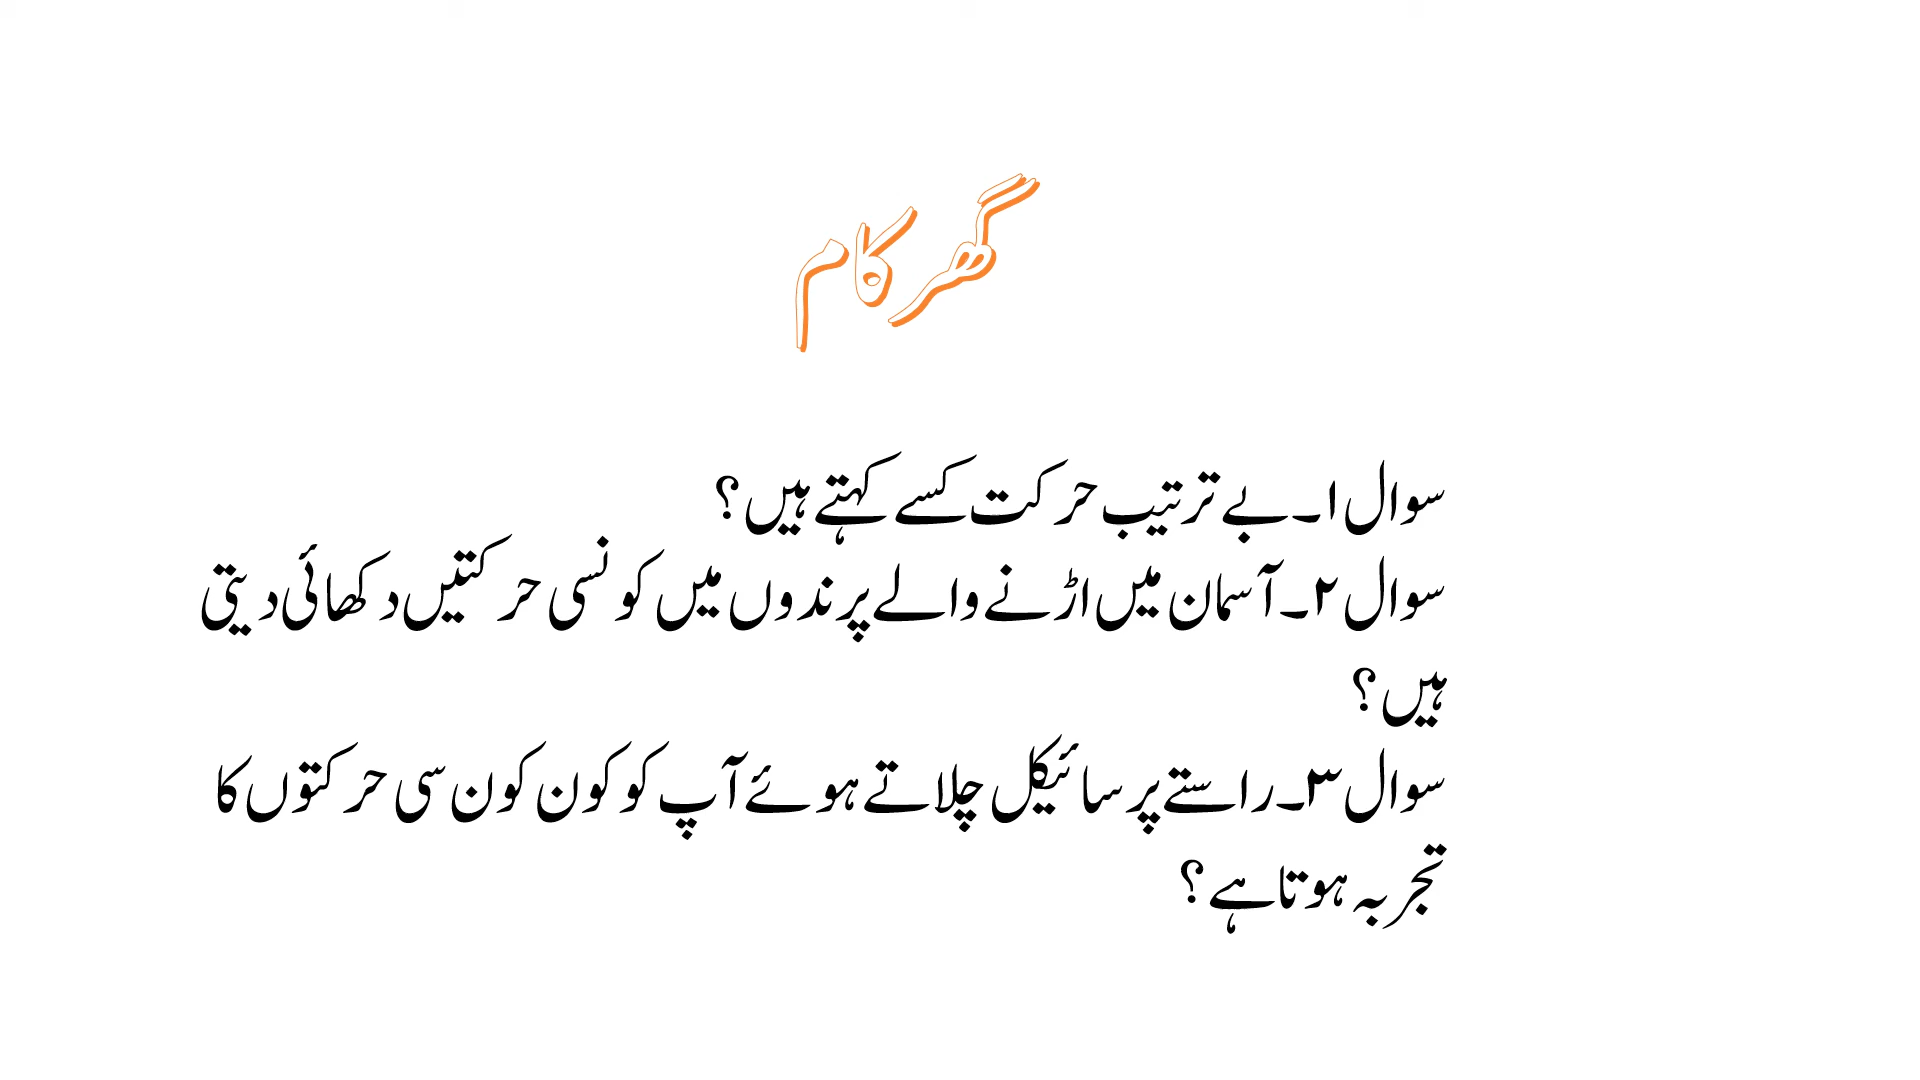 گھر کام
سوال ۱۔ بے ترتیب حرکت کسے کہتے ہیں؟
سوال ۲۔ آسمان میں اڑنے والے پرندوں میں کونسی حرکتیں دکھائی دیتی
ہیں؟
سوال ۳۔ راستے پر سائیکل چلاتے ہوئے آپ کو کون کون سی حرکتوں کا
تجربہ ہوتا ہے؟